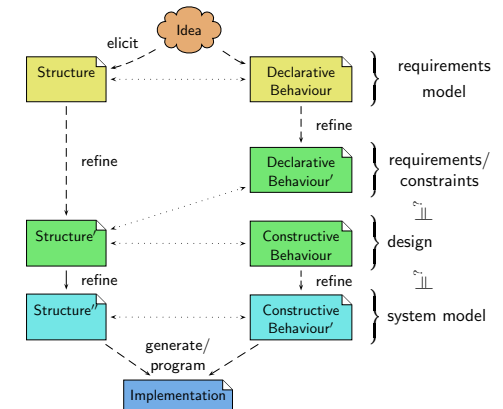 Idea
elicit
Structure
Declarative
Behaviour
requirements
model
refine
refine
Declarative
Behaviour′
requirements/
constraints
?
Structure′
Constructive
Behaviour
design
?
refine
refine
Structure′′
Constructive
Behaviour′
system model
generate/
program
Implementation